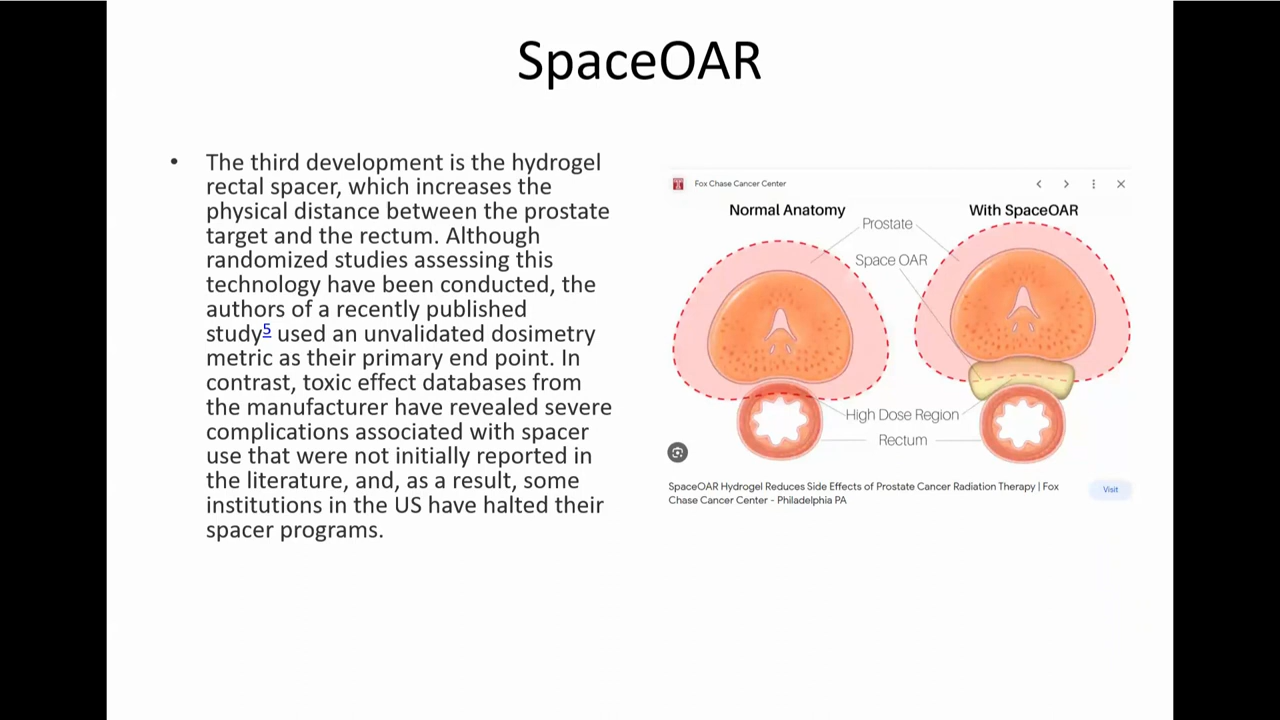 SpaceOAR
• The third development is the hydrogel
rectal spacer, which increases the
physical distance between the prostate
target and the rectum. Although
randomized studies assessing this
technology have been conducted, the
authors of a recently published
study5 used an unvalidated dosimetry
metric as their primary end point. In
contrast, toxic effect databases from
the manufacturer have revealed severe
complications associated with spacer
use that were not initially reported in
the literature, and, as a result, some
institutions in the US have halted their
spacer programs.
Fox Chase Cancer Center
Normal Anatomy
With SpaceOAR
Prostate
Space OAR
High Dose Region
Rectum
SpaceOAR Hydrogel Reduces Side Effects of Prostate Cancer Radiation Therapy | Fox
Chase Cancer Center - Philadelphia PA
Visit